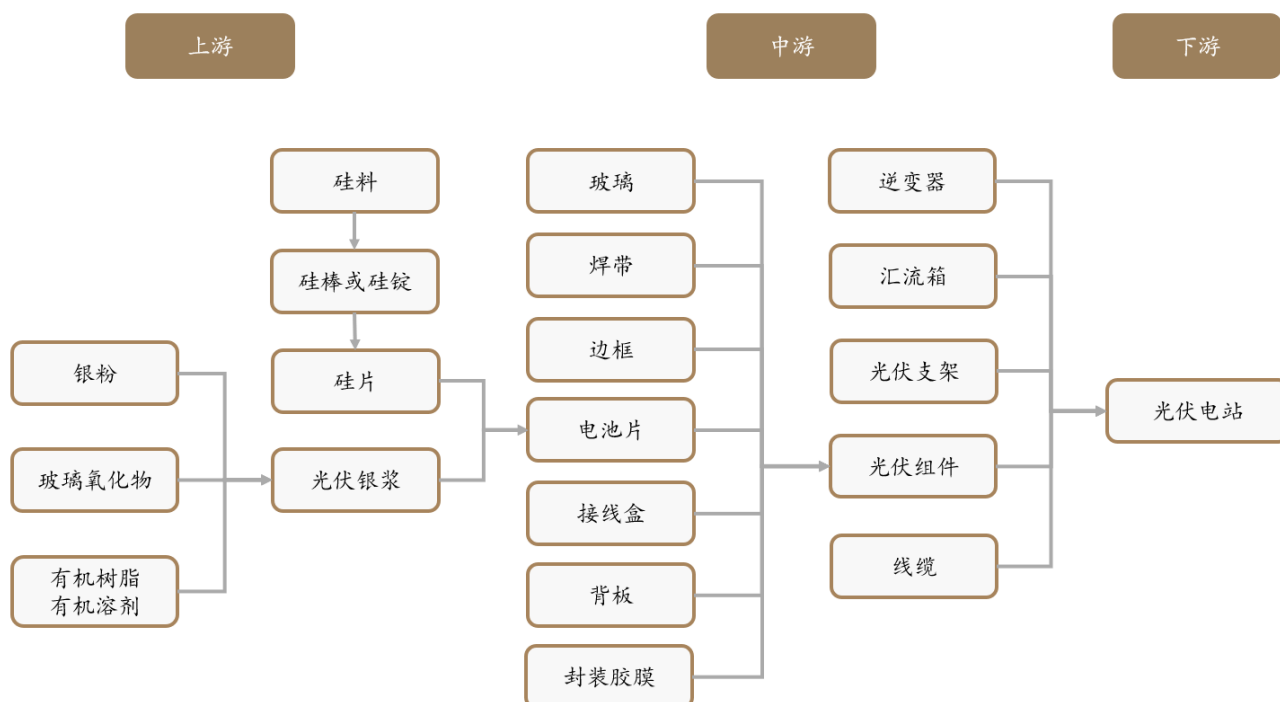 上游
中游
下游
硅料
硅棒或硅锭
硅片
光伏银浆
银粉
玻璃氧化物
有机树脂
有机溶剂
玻璃
焊带
边框
电池片
接线盒
背板
封装胶膜
逆变器
汇流箱
光伏支架
光伏组件
线缆
光伏电站